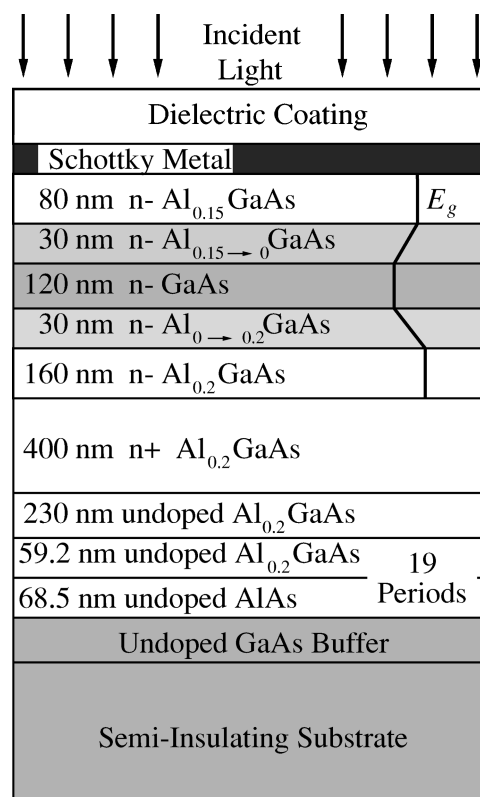 Incident
Light
Dielectric Coating
Schottky Metal
80 nm n- Al0.15GaAs Eg
30 nm n- Al0.15→0GaAs
120 nm n- GaAs
30 nm n- Al0→0.2GaAs
160 nm n- Al0.2GaAs
400 nm n+ Al0.2GaAs
230 nm undoped Al0.2GaAs
59.2 nm undoped Al0.2GaAs
19
Periods
68.5 nm undoped AlAs
Undoped GaAs Buffer
Semi-Insulating Substrate